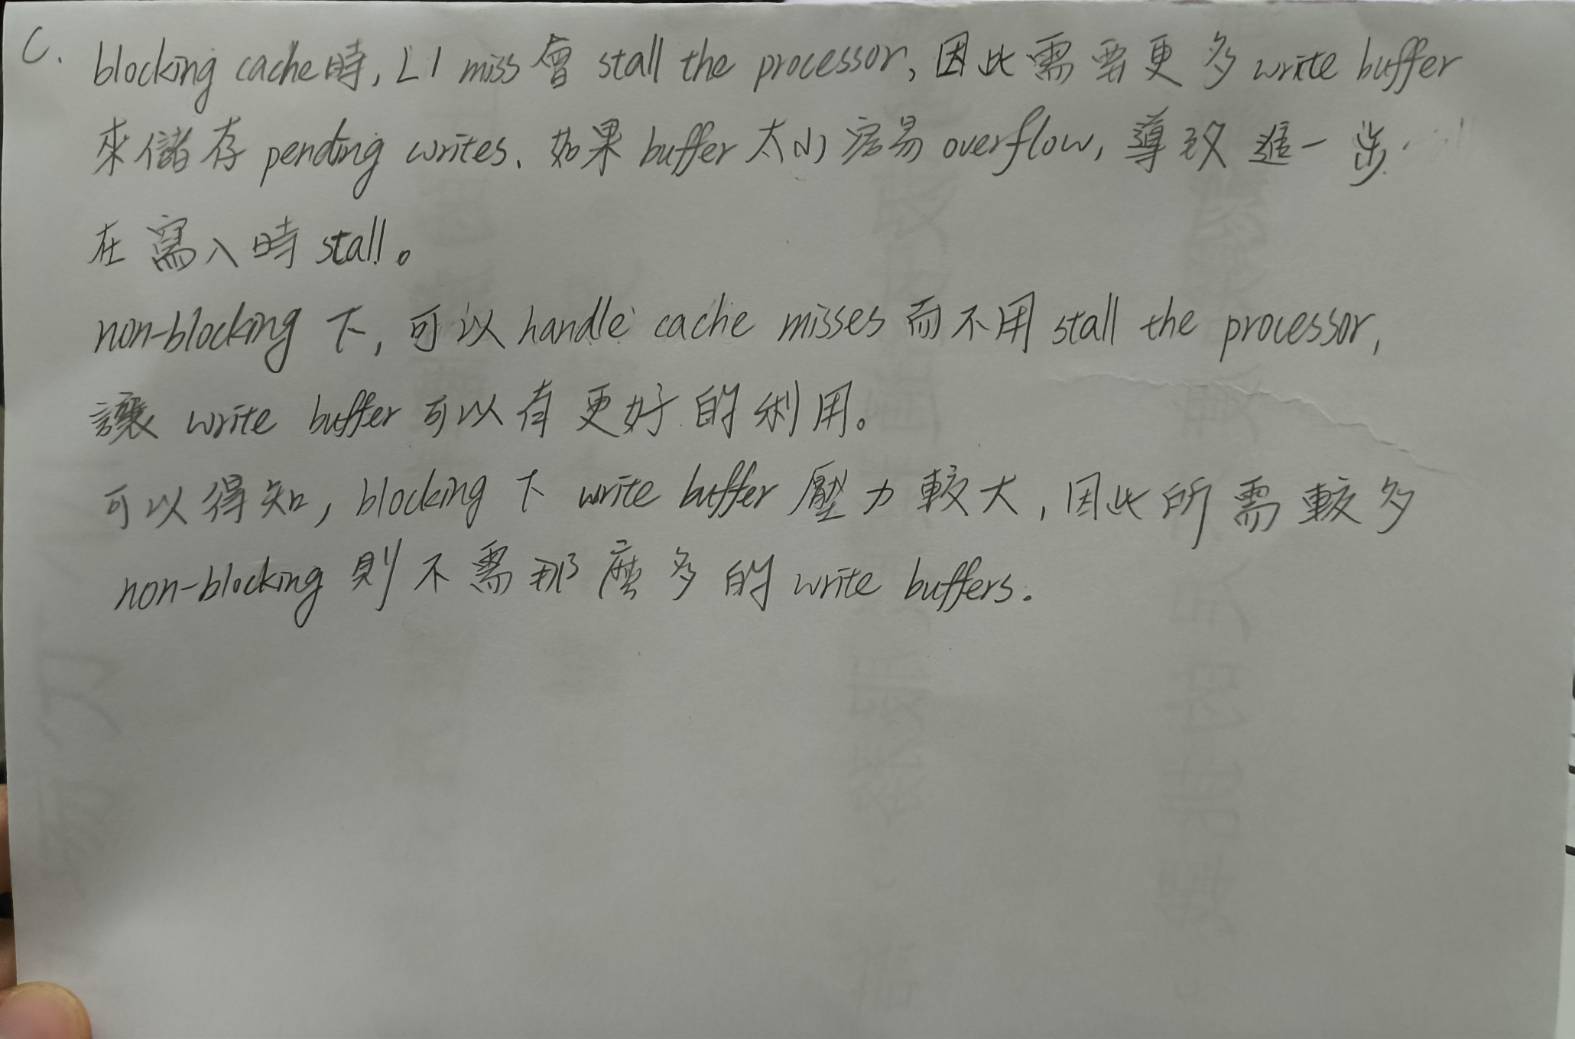 C. blocking cache時, L1 miss 會 stall the processor, 因此需要更多 write buffer
來儲存 pending writes、如果 buffer 太小容易 overflow, 導致進一步
在寫入時 stall。
non-blocking 下, 可以 handle cache misses 而不用 stall the processor,
讓 write buffer 可以有更好的利用。
可以得知, blocking 下 write buffer 壓力較大, 因此所需較多
non-blocking 則不需那麼多的 write buffers.